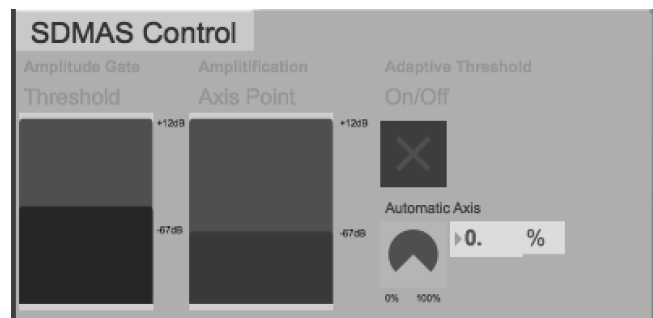 SDMAS Control
Amplitude Gate
Threshold
Amplitification
Axis Point
Adaptive Threshold
On/Off
+12dB
-67dB
+12dB
-67dB
Automatic Axis
0. %
0% 100%